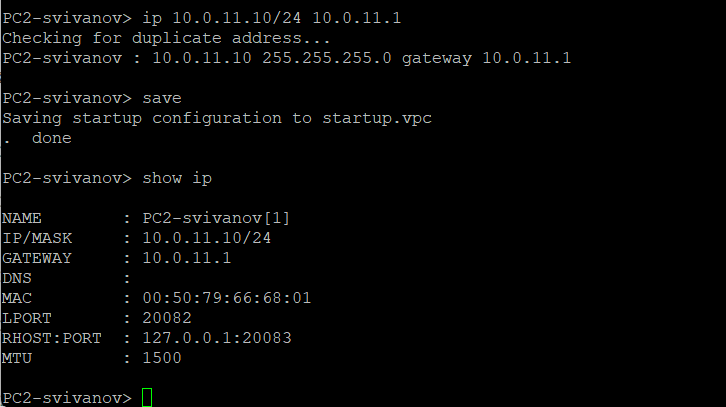 PC2-svivanov> ip 10.0.11.10/24 10.0.11.1
Checking for duplicate address...
PC2-svivanov : 10.0.11.10 255.255.255.0 gateway 10.0.11.1
PC2-svivanov> save
Saving startup configuration to startup.vpc
.  done
PC2-svivanov> show ip
NAME        : PC2-svivanov[1]
IP/MASK     : 10.0.11.10/24
GATEWAY     : 10.0.11.1
DNS         :
MAC         : 00:50:79:66:68:01
LPORT       : 20082
RHOST:PORT  : 127.0.0.1:20083
MTU         : 1500
PC2-svivanov>